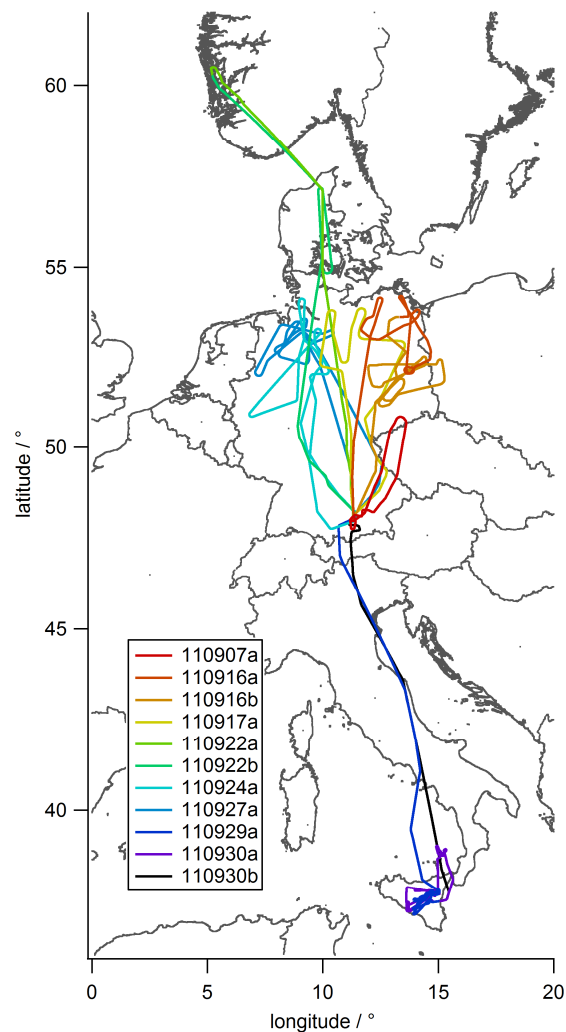 60
55
50
45
40
latitude / °
110907a
110916a
110916b
110917a
110922a
110922b
110924a
110927a
110929a
110930a
110930b
0 5 10 15 20
longitude / °